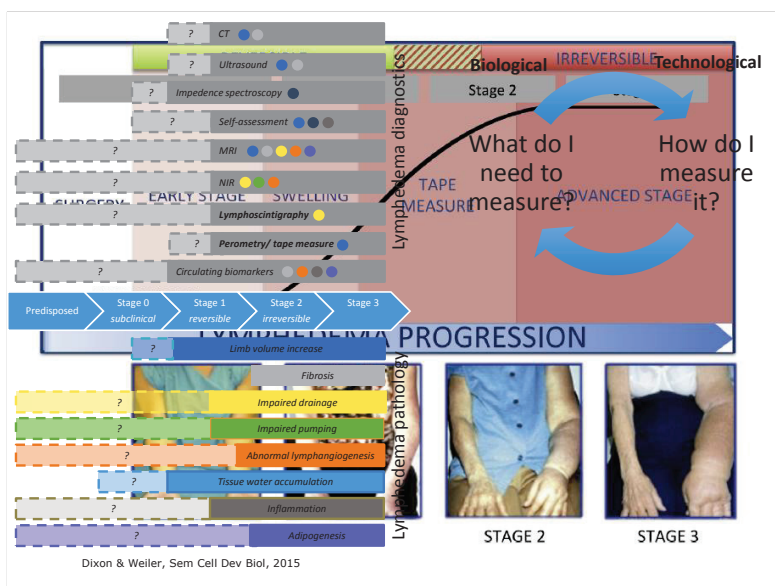 ? CT
? Ultrasound
? Impedence spectroscopy
? Self-assessment
? MRI
? NIR
? Lymphoscintigraphy
? Perometry/ tape measure
? Circulating biomarkers
Lymphedema diagnostics
IRREVERSIBLE
Biological
Technological
Stage 2
What do I
need to
measure?
How do I
measure
it?
SURGERY
EARLY STAGE
SWELLING
TAPE
MEASURE
ADVANCED STAGE
Predisposed
Stage 0
subclinical
Stage 1
reversible
Stage 2
irreversible
Stage 3
LYMPHEDEMA PROGRESSION
? Limb volume increase
Fibrosis
? Impaired drainage
? Impaired pumping
? Abnormal lymphangiogenesis
? Tissue water accumulation
? Inflammation
? Adipogenesis
Lymphedema pathology
STAGE 2
STAGE 3
Dixon & Weiler, Sem Cell Dev Biol, 2015